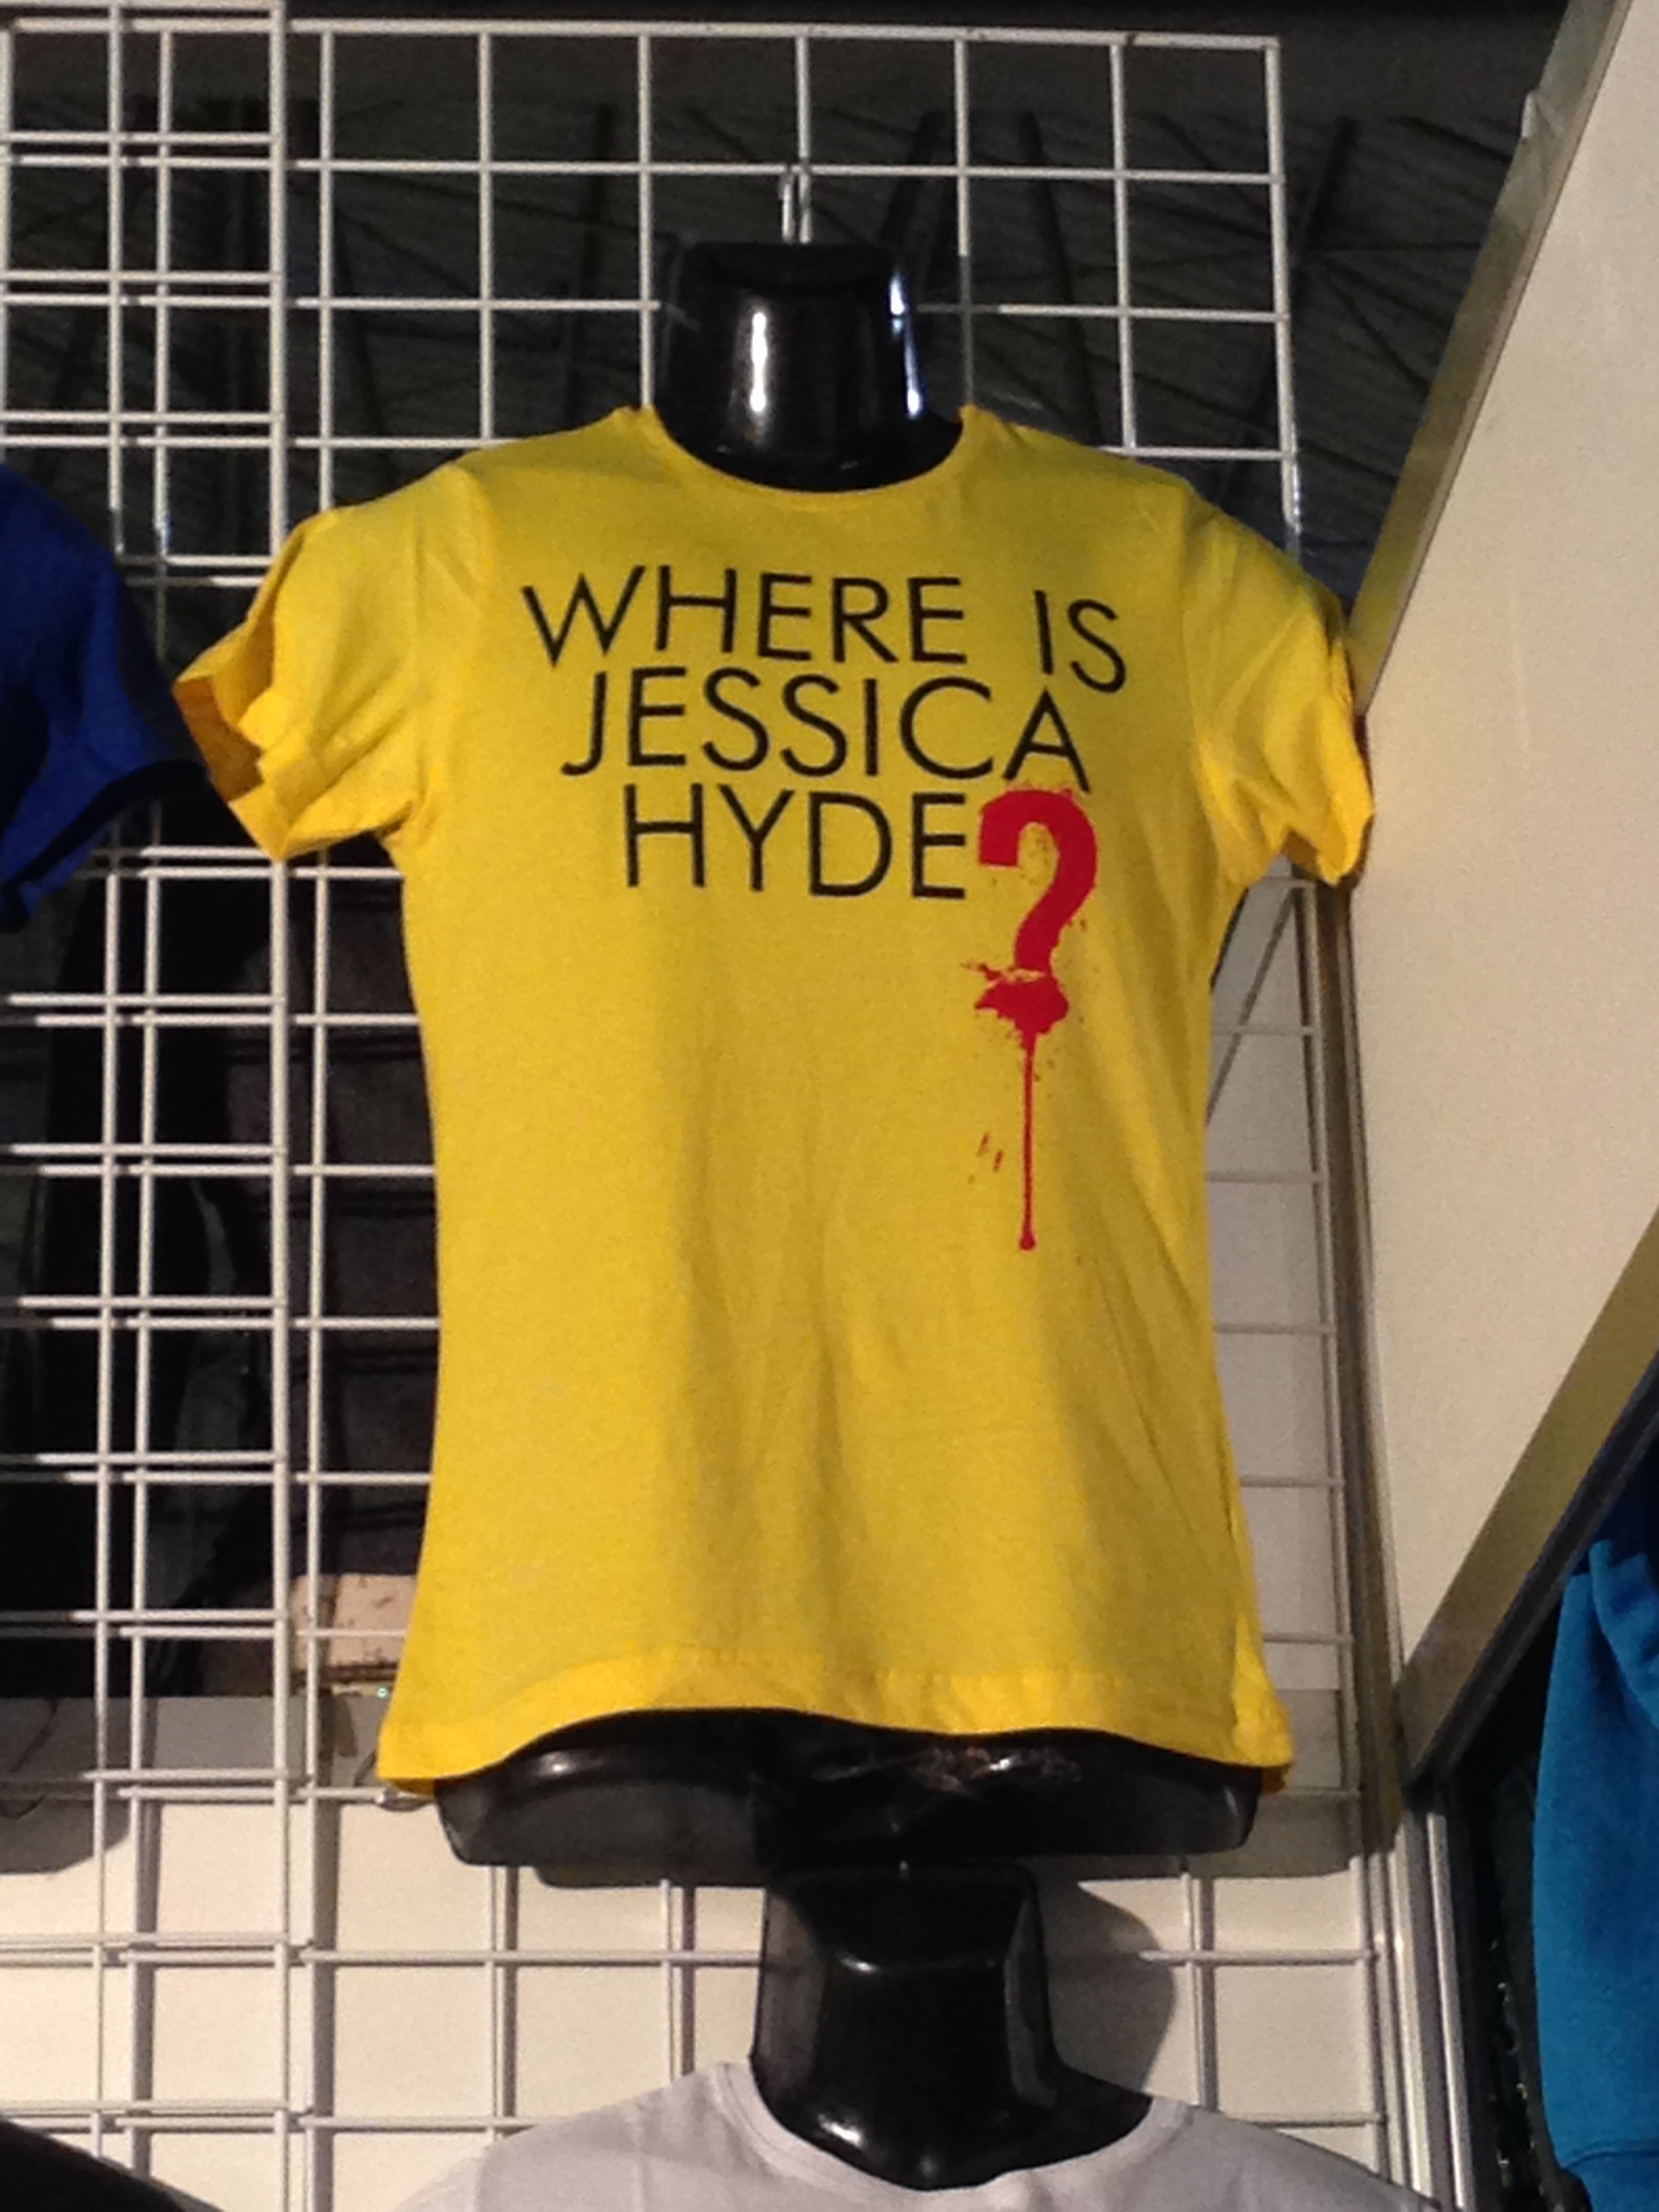 WHERE IS
JESSICA
HYDE?